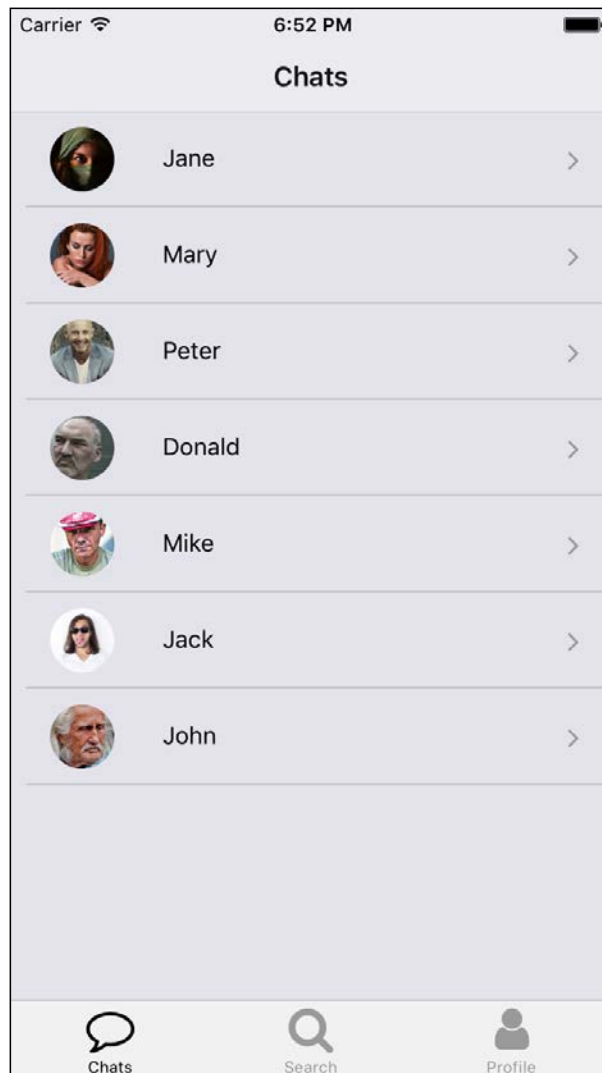 Carrier 6:52 PM
Chats
Jane
Mary
Peter
Donald
Mike
Jack
John
Chats Search Profile